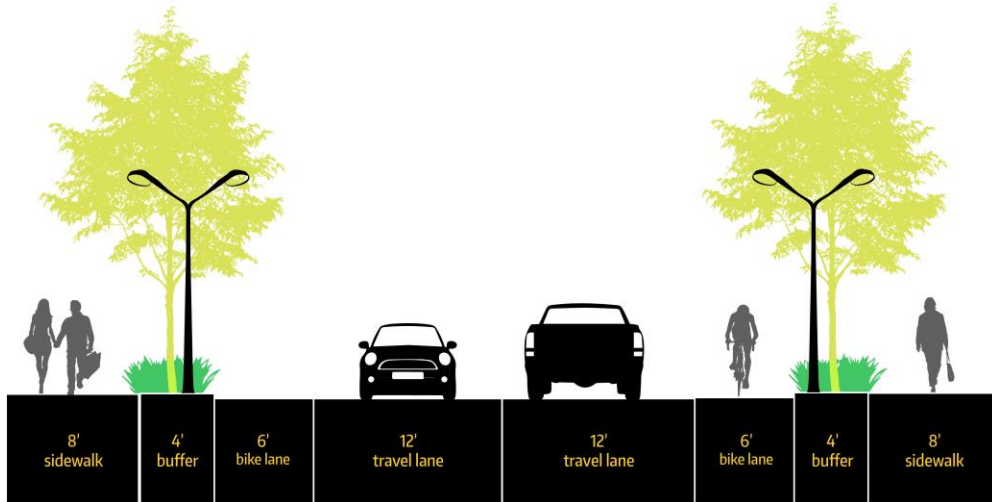 8'
sidewalk
4'
buffer
6'
bike lane
12'
travel lane
12'
travel lane
6'
bike lane
4'
buffer
8'
sidewalk